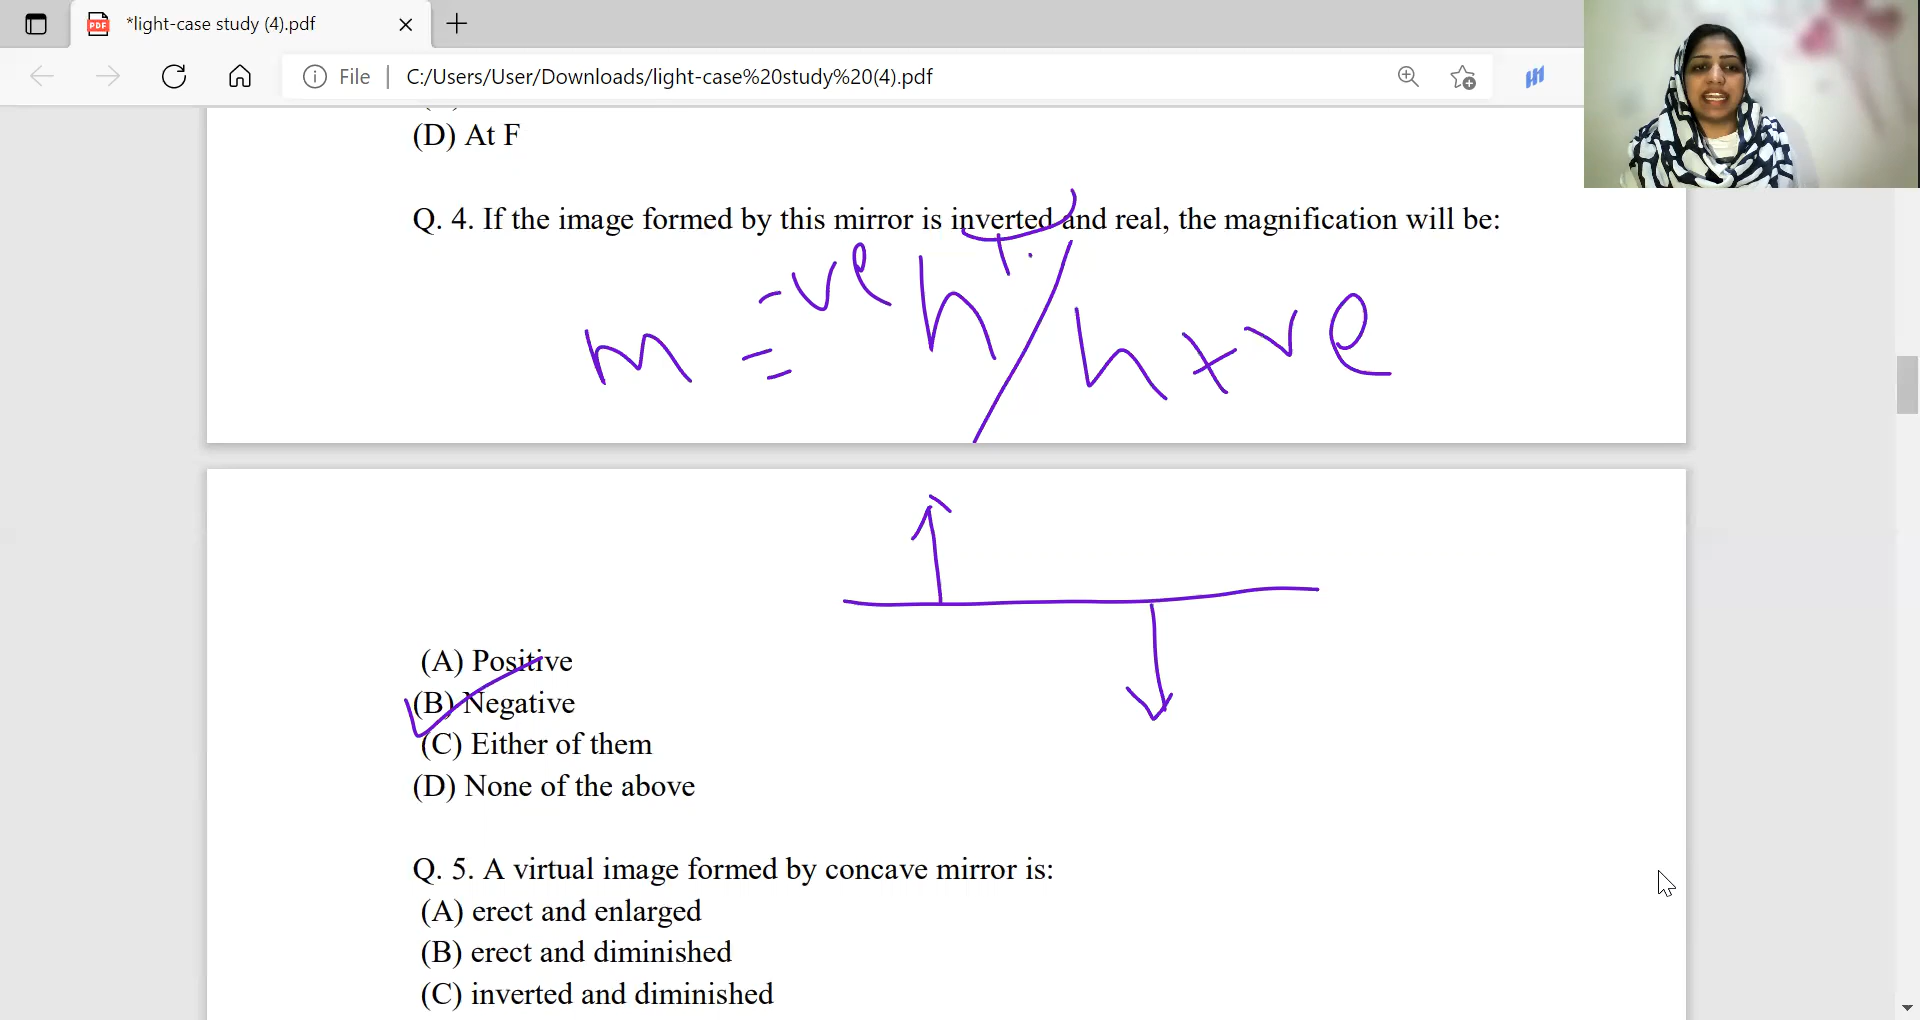 *light-case study (4).pdf
File | C:/Users/User/Downloads/light-case%20study%20(4).pdf
(D) At F
Q. 4. If the image formed by this mirror is inverted and real, the magnification will be:
m = -ve h'/h +ve
(A) Positive
(B) Negative
(C) Either of them
(D) None of the above
Q. 5. A virtual image formed by concave mirror is:
(A) erect and enlarged
(B) erect and diminished
(C) inverted and diminished